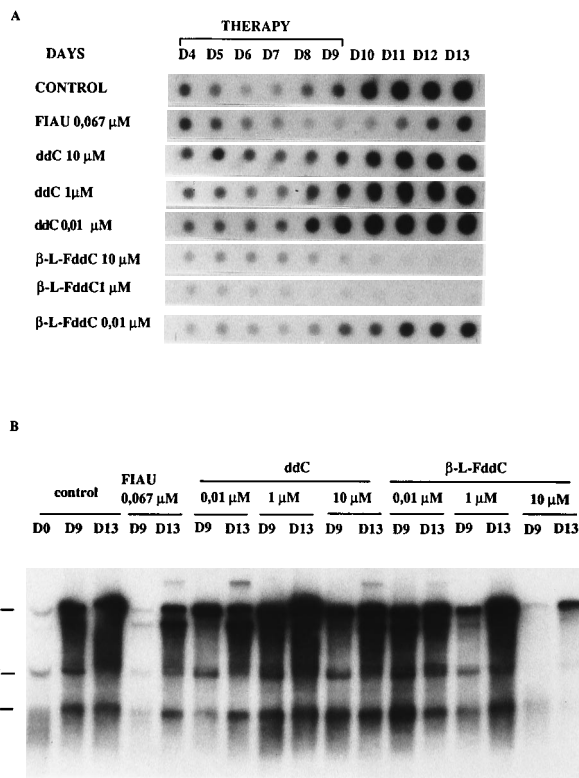 A
THERAPY
DAYS D4 D5 D6 D7 D8 D9 D10 D11 D12 D13
CONTROL
FIAU 0,067 µM
ddC 10 µM
ddC 1µM
ddC 0,01 µM
β-L-FddC 10 µM
β-L-FddC1 µM
β-L-FddC 0,01 µM
B
control FIAU 0,067 µM ddC β-L-FddC
0,01 µM 1 µM 10 µM 0,01 µM 1 µM 10 µM
D0 D9 D13 D9 D13 D9 D13 D9 D13 D9 D13 D9 D13 D9 D13 D9 D13